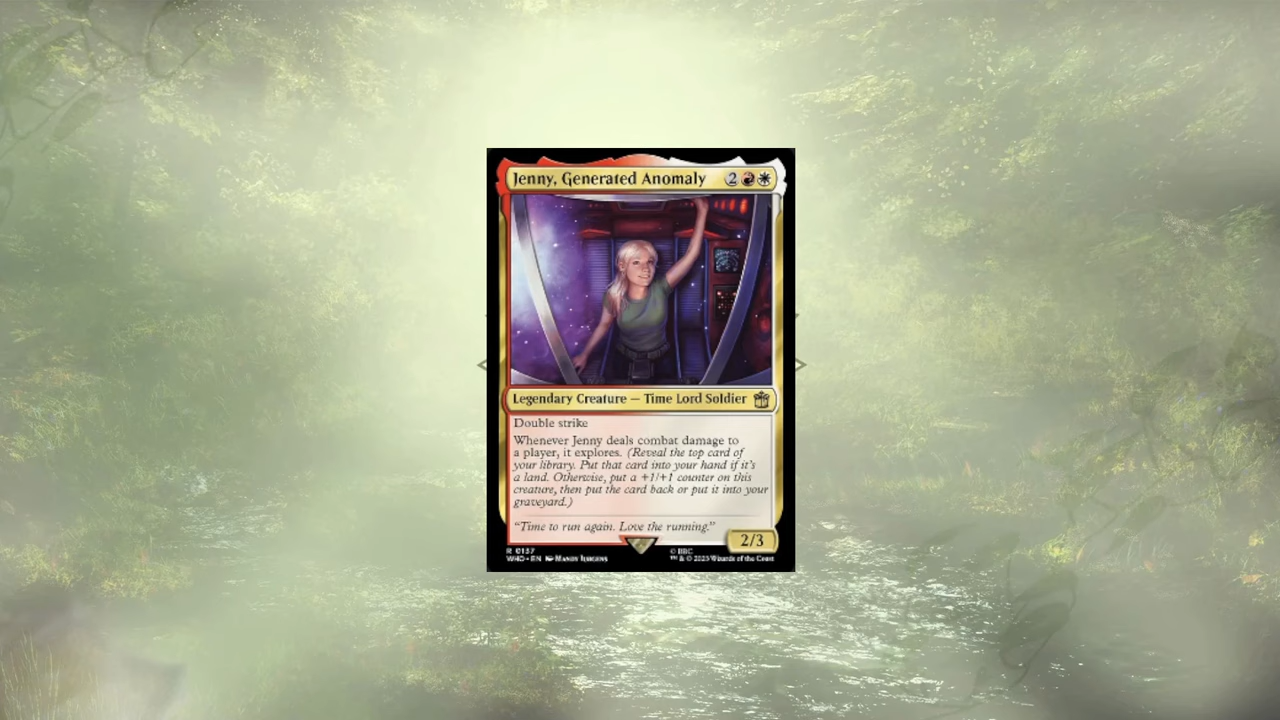 Jenny, Generated Anomaly 2
Legendary Creature — Time Lord Soldier
Double strike
Whenever Jenny deals combat damage to
a player, it explores. (Reveal the top card of
your library. Put that card into your hand if it's
a land. Otherwise, put a +1/+1 counter on this
creature, then put the card back or put it into your
graveyard.)
"Time to run again. Love the running."
2/3
R 0137 © BBC
WHO • EN ™ & © 2023 Wizards of the Coast